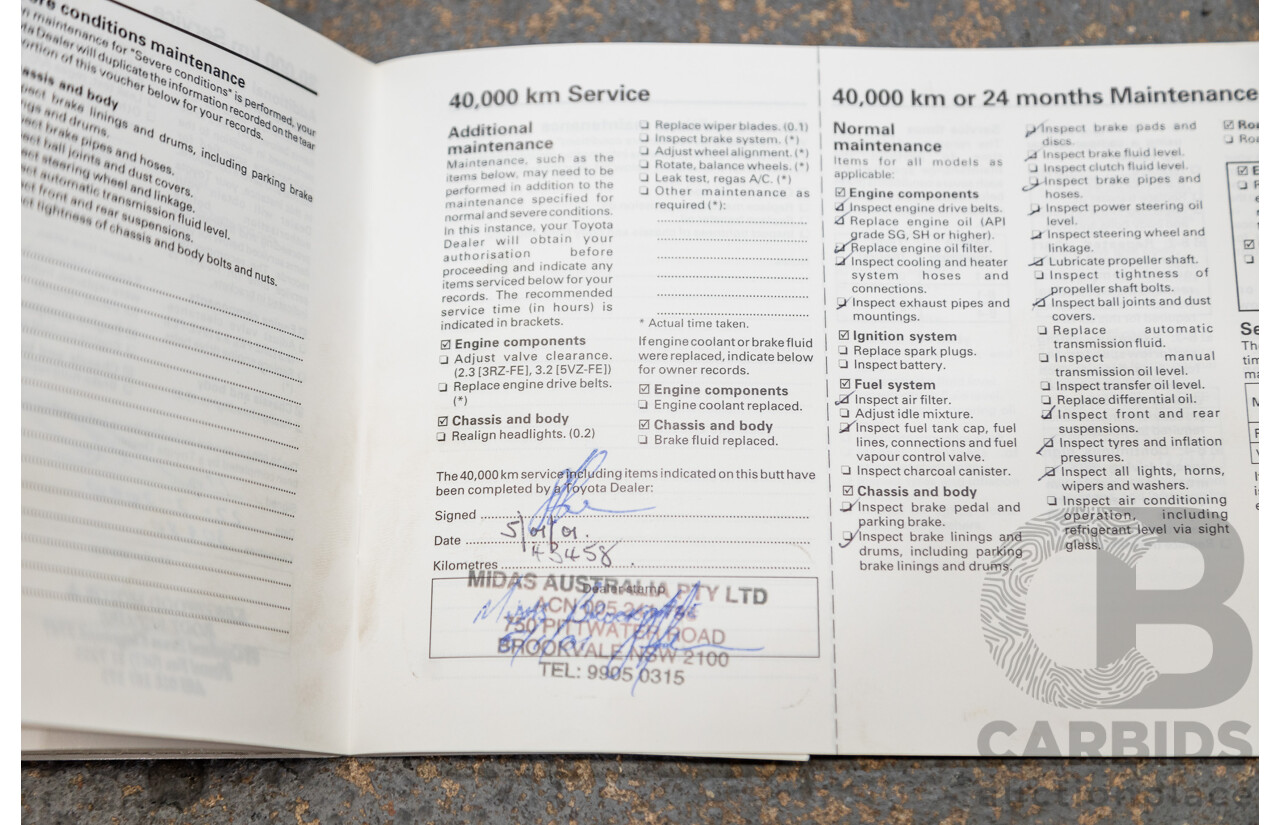 re conditions maintenance
maintenance for "Severe conditions" is performed, your
ta Dealer will duplicate the information recorded on the tear
ortion of this voucher below for your records.
assis and body
pect brake linings and drums, including parking brake
ngs and drums.
pect brake pipes and hoses.
ect ball joints and dust covers.
ect steering wheel and linkage.
ct automatic transmission fluid level.
ct front and rear suspensions.
ct tightness of chassis and body bolts and nuts.
40,000 km Service
Additional
maintenance
Maintenance, such as the
items below, may need to be
performed in addition to the
maintenance specified for
normal and severe conditions.
In this instance, your Toyota
Dealer will obtain your
authorisation before
proceeding and indicate any
items serviced below for your
records. The recommended
service time (in hours) is
indicated in brackets.
☑ Engine components
❏ Adjust valve clearance.
(2.3 [3RZ-FE], 3.2 [5VZ-FE])
❏ Replace engine drive belts.
(*)
☑ Chassis and body
❏ Realign headlights. (0.2)
❏ Replace wiper blades. (0.1)
❏ Inspect brake system. (*)
❏ Adjust wheel alignment. (*)
❏ Rotate, balance wheels. (*)
❏ Leak test, regas A/C. (*)
❏ Other maintenance as
required (*):
* Actual time taken.
If engine coolant or brake fluid
were replaced, indicate below
for owner records.
☑ Engine components
❏ Engine coolant replaced.
☑ Chassis and body
❏ Brake fluid replaced.
The 40,000 km service including items indicated on this butt have
been completed by a Toyota Dealer:
Signed
Date 5/01/01.
Kilometres 43458.
Dealer stamp
MIDAS AUSTRALIA PTY LTD
ACN 005
750 PITTWATER ROAD
BROOKVALE NSW 2100
TEL: 9905 0315
40,000 km or 24 months Maintenance
Normal
maintenance
Items for all models as
applicable:
☑ Engine components
Inspect engine drive belts.
Replace engine oil (API
grade SG, SH or higher).
Replace engine oil filter.
Inspect cooling and heater
system hoses and
connections.
Inspect exhaust pipes and
mountings.
☑ Ignition system
❏ Replace spark plugs.
❏ Inspect battery.
☑ Fuel system
Inspect air filter.
❏ Adjust idle mixture.
Inspect fuel tank cap, fuel
lines, connections and fuel
vapour control valve.
❏ Inspect charcoal canister.
☑ Chassis and body
Inspect brake pedal and
parking brake.
Inspect brake linings and
drums, including parking
brake linings and drums.
Inspect brake pads and
discs.
Inspect brake fluid level.
❏ Inspect clutch fluid level.
Inspect brake pipes and
hoses.
Inspect power steering oil
level.
Inspect steering wheel and
linkage.
Lubricate propeller shaft.
❏ Inspect tightness of
propeller shaft bolts.
Inspect ball joints and dust
covers.
❏ Replace automatic
transmission fluid.
❏ Inspect manual
transmission oil level.
❏ Inspect transfer oil level.
❏ Replace differential oil.
Inspect front and rear
suspensions.
Inspect tyres and inflation
pressures.
Inspect all lights, horns,
wipers and washers.
❏ Inspect air conditioning
operation, including
refrigerant level via sight
glass.
☑ Roa
❏ Roa
CB
CARBIDS